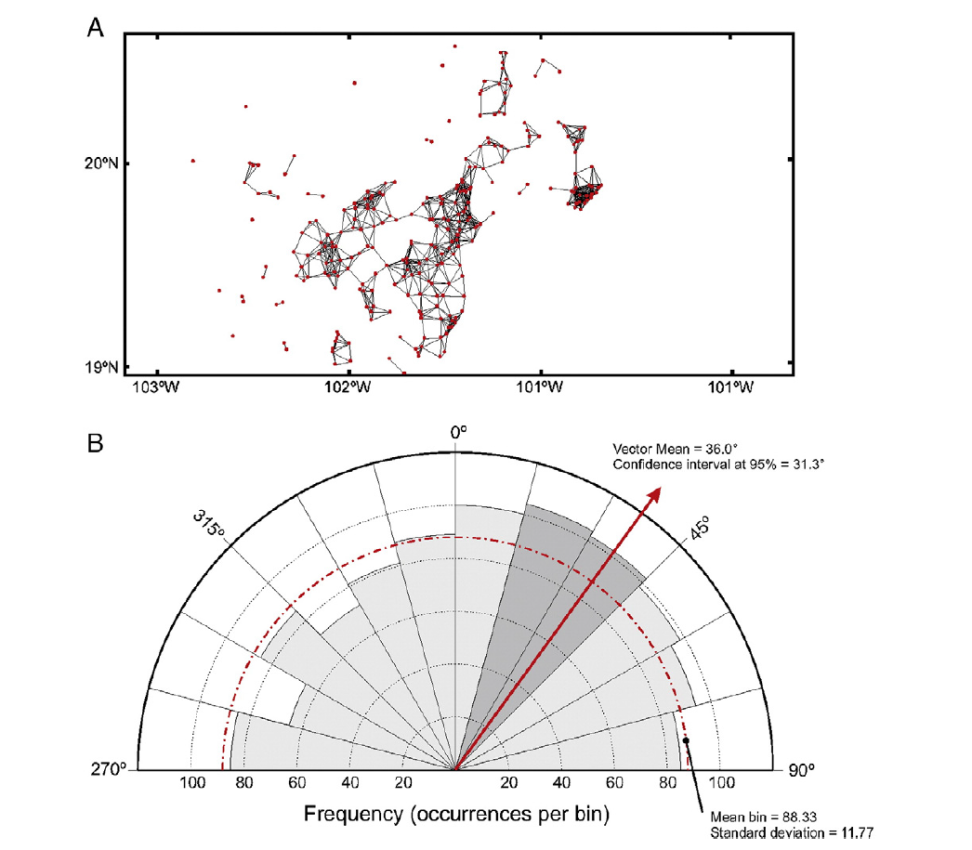 A
20ºN
19ºN
103ºW
102ºW
101ºW
101ºW
B
0º
Vector Mean = 36.0°
Confidence interval at 95% = 31.3°
315º
45º
270º
100
80
60
40
20
20
40
60
80
100
90º
Frequency (occurrences per bin)
Mean bin = 88.33
Standard deviation = 11.77